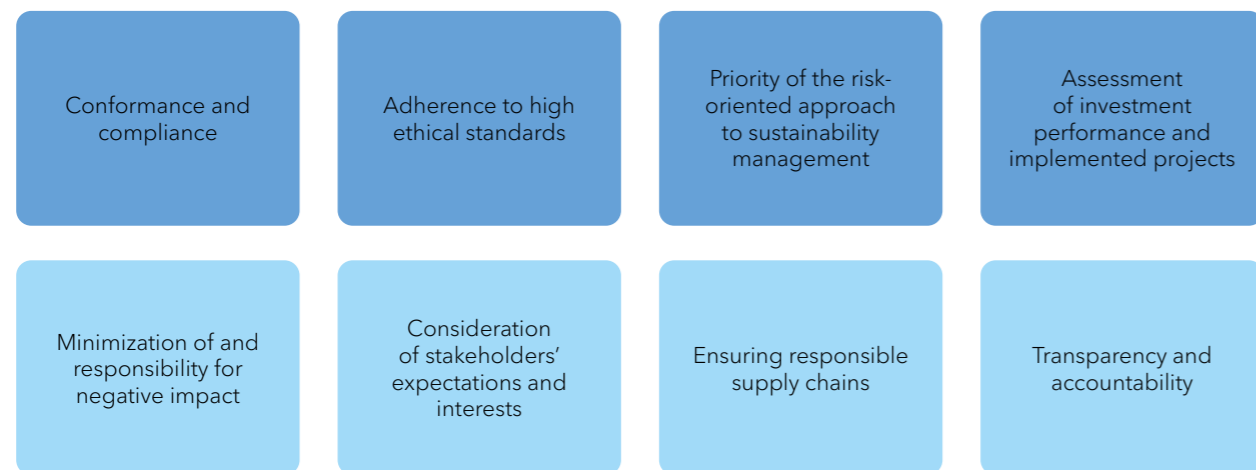 Conformance and
compliance
Adherence to high
ethical standards
Priority of the risk-
oriented approach
to sustainability
management
Assessment
of investment
performance and
implemented projects
Minimization of and
responsibility for
negative impact
Consideration
of stakeholders’
expectations and
interests
Ensuring responsible
supply chains
Transparency and
accountability